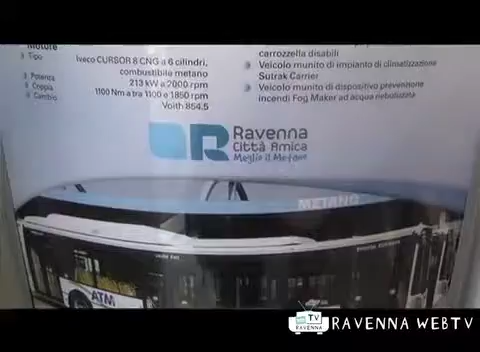 Motore
Tipo
Iveco CURSOR 8 CNG a 6 cilindri,
combustibile metano
Potenza
213 kW a 2000 rpm
Coppia
1100 Nm a tra 1100 e 1850 rpm
Cambio
Voith 854.5
carrozzella disabili
Veicolo munito di impianto di climatizzazione
Sutrak Carrier
Veicolo munito di dispositivo prevenzione
incendi Fog Maker ad acqua nebulizzata
Ravenna
Città Amica
Meglio il Metano
METANO
ATM
TV
RAVENNA
RAVENNA WEBTV